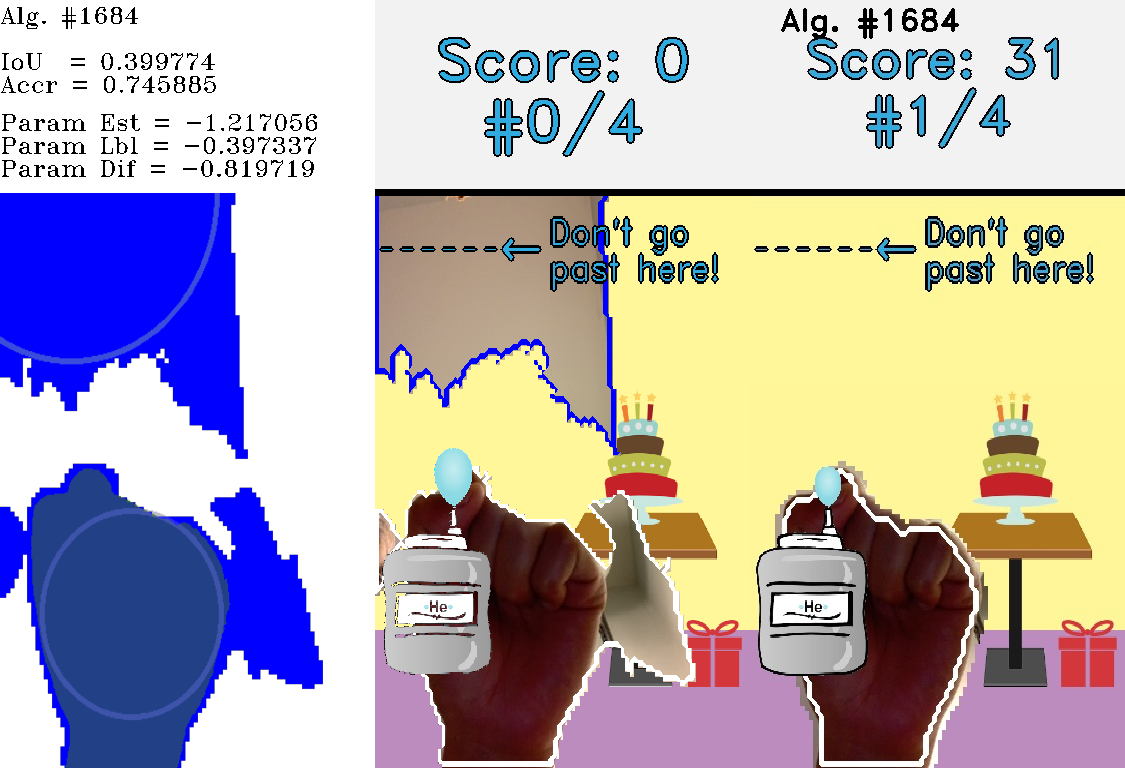 Alg. #1684
IoU = 0.399774
Accr = 0.745885
Param Est = −1.217056
Param Lbl = −0.397337
Param Dif = −0.819719
Score: 0
#0/4
Alg. #1684
Score: 31
#1/4
Don't go
past here!
Don't go
past here!
He
He